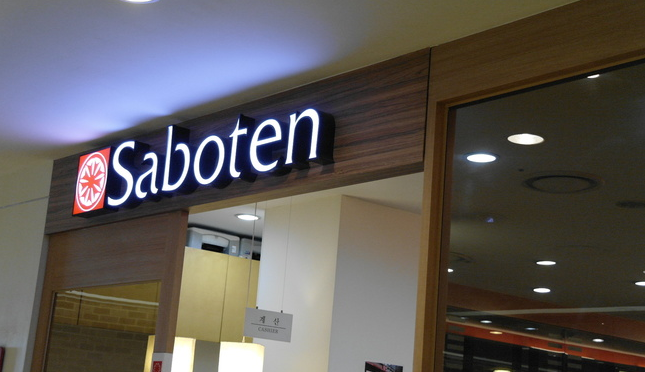 Saboten
계 산
CASHIER